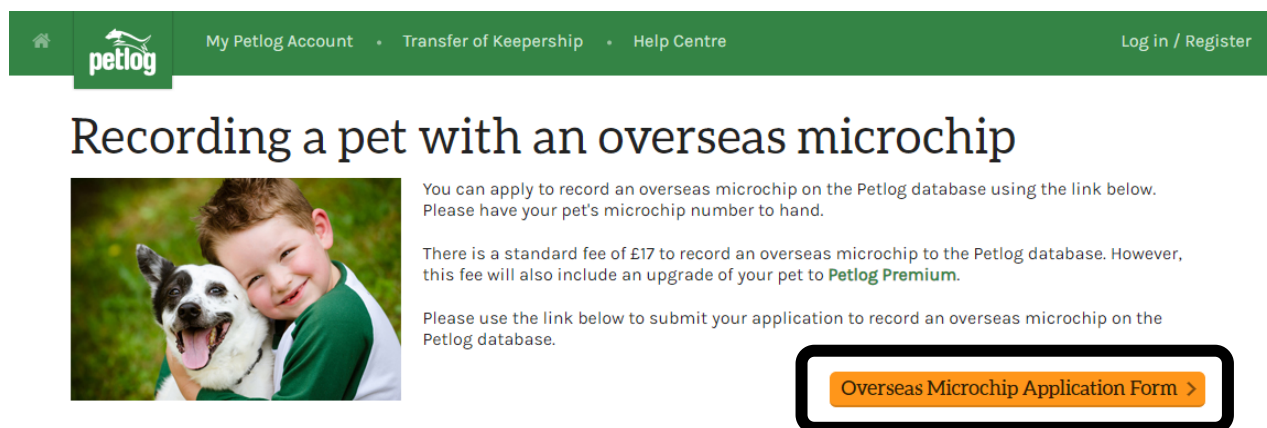 petlog
My Petlog Account • Transfer of Keepership • Help Centre
Log in / Register
Recording a pet with an overseas microchip
You can apply to record an overseas microchip on the Petlog database using the link below.
Please have your pet's microchip number to hand.
There is a standard fee of £17 to record an overseas microchip to the Petlog database. However,
this fee will also include an upgrade of your pet to Petlog Premium.
Please use the link below to submit your application to record an overseas microchip on the
Petlog database.
Overseas Microchip Application Form >